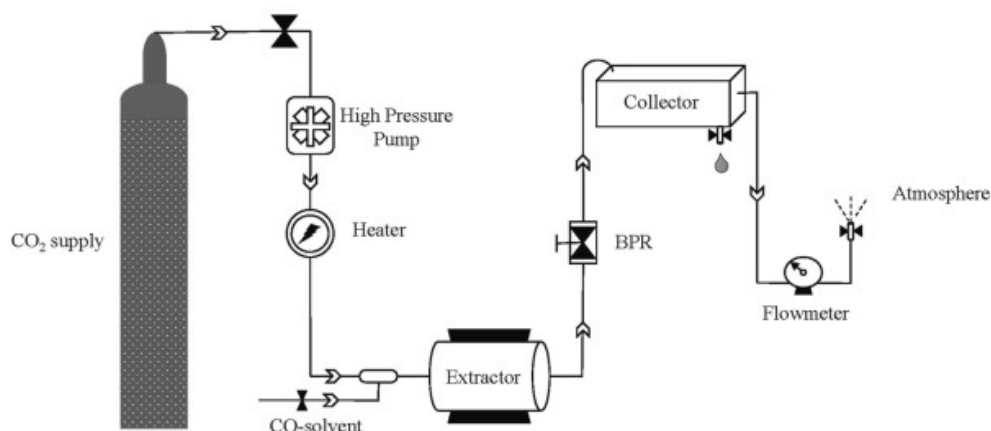 CO₂ supply
High Pressure
Pump
Heater
CO-solvent
Extractor
BPR
Collector
Atmosphere
Flowmeter